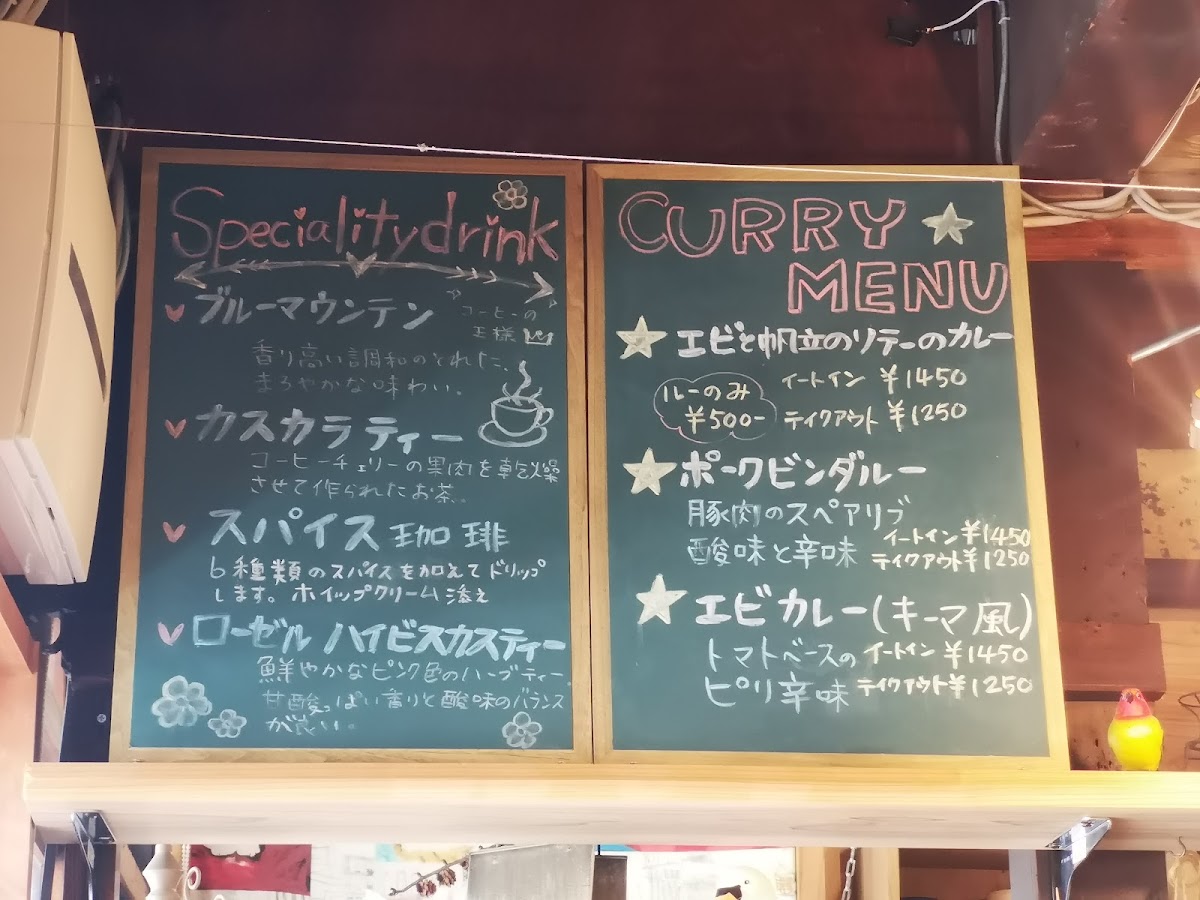 Speciality drink
ブルーマウンテン
コーヒーの
王様
香り高い調和のとれた、
まろやかな味わい。
カスカラティー
コーヒーチェリーの果肉を乾燥
させて作られたお茶。
スパイス珈琲
6種類のスパイスを加えてドリップ
します。ホイップクリーム添え
ローゼルハイビスカスティー
鮮やかなピンク色のハーブティー。
甘酸っぱい香りと酸味のバランス
が良い。
CURRY
MENU
エビと帆立のソテーのカレー
ルーのみ
¥500-
イートイン ¥1450
テイクアウト ¥1250
ポークビンダルー
豚肉のスペアリブ
酸味と辛味
イートイン ¥1450
テイクアウト ¥1250
エビカレー(キーマ風)
トマトベースの
ピリ辛味
イートイン ¥1450
テイクアウト ¥1250